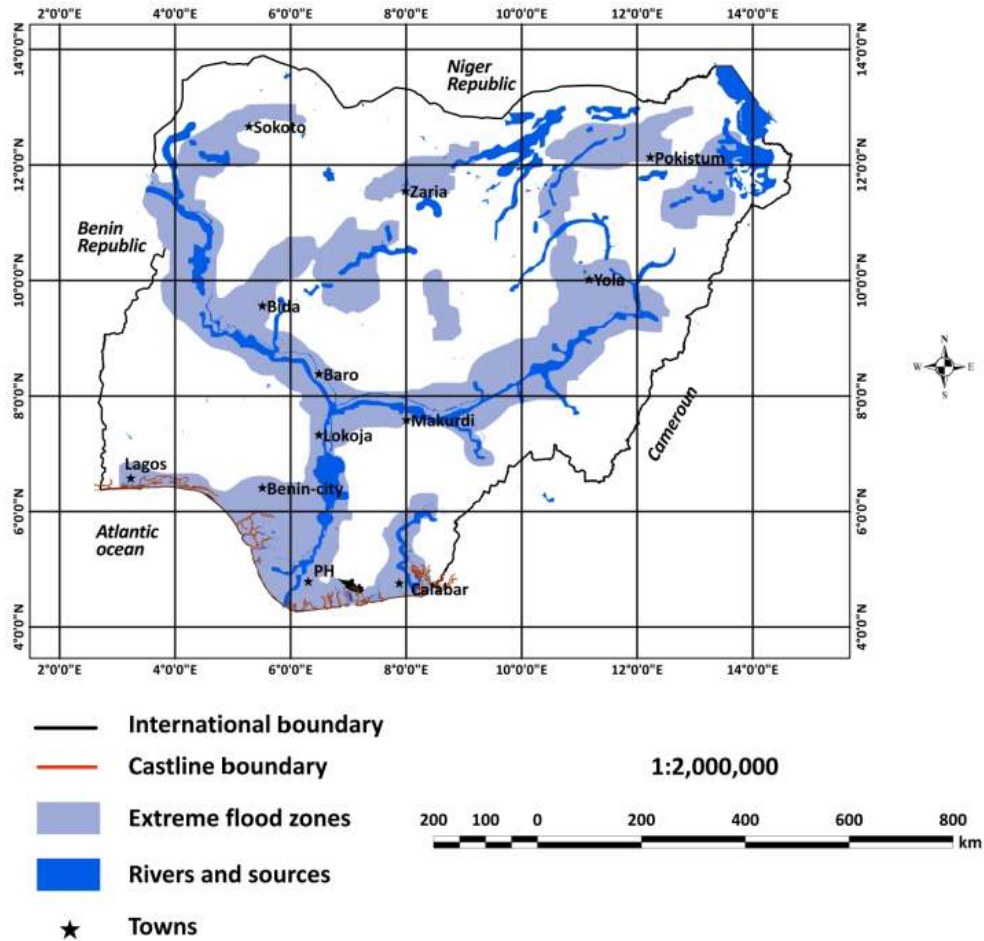 2°0'0"E 4°0'0"E 6°0'0"E 8°0'0"E 10°0'0"E 12°0'0"E 14°0'0"E
14°0'0"N
14°0'0"N
Niger
Republic
Sokoto
12°0'0"N
Pokistum
12°0'0"N
Zaria
Benin
Republic
10°0'0"N
Yola
10°0'0"N
Bida
N
W E
S
Baro
8°0'0"N
8°0'0"N
Makurdi
Lokoja
Cameroun
Lagos
Benin-city
6°0'0"N
6°0'0"N
Atlantic
ocean
PH
Calabar
4°0'0"N
4°0'0"N
2°0'0"E 4°0'0"E 6°0'0"E 8°0'0"E 10°0'0"E 12°0'0"E 14°0'0"E
International boundary
Castline boundary
1:2,000,000
Extreme flood zones
200 100 0 200 400 600 800
km
Rivers and sources
Towns